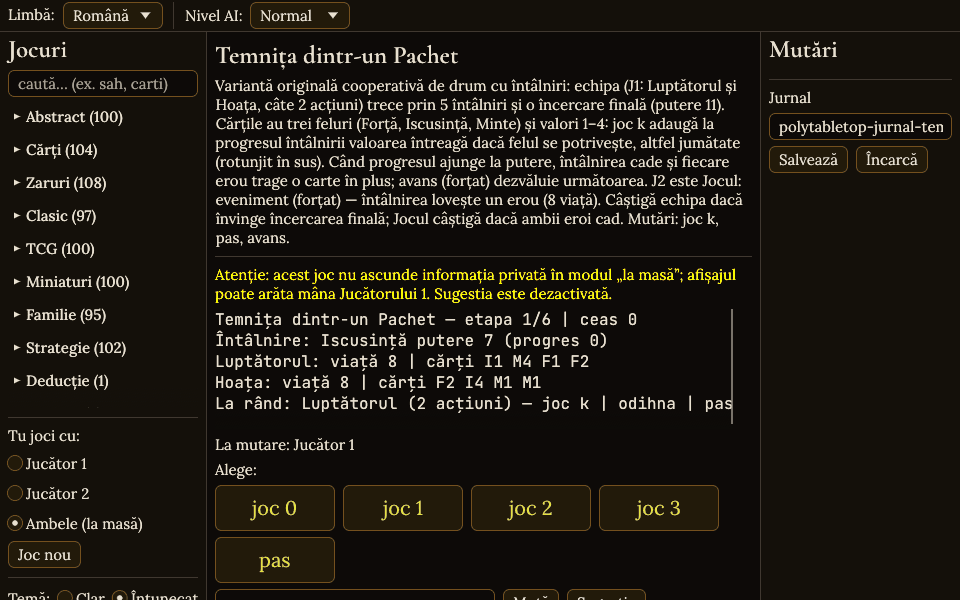 Limbă: Română ▼ Nivel AI: Normal ▼
Jocuri
caută... (ex. sah, carti)
▸ Abstract (100)
▸ Cărți (104)
▸ Zaruri (108)
▸ Clasic (97)
▸ TCG (100)
▸ Miniaturi (100)
▸ Familie (95)
▸ Strategie (102)
▸ Deducție (1)
Tu joci cu:
Jucător 1
Jucător 2
Ambele (la masă)
Joc nou
Temă: Clar Întunecat
Temnița dintr-un Pachet
Variantă originală cooperativă de drum cu întâlniri: echipa (J1: Luptătorul și
Hoața, câte 2 acțiuni) trece prin 5 întâlniri și o încercare finală (putere 11).
Cărțile au trei feluri (Forță, Iscusință, Minte) și valori 1–4: joc k adaugă la
progresul întâlnirii valoarea întreagă dacă felul se potrivește, altfel jumătate
(rotunjit în sus). Când progresul ajunge la putere, întâlnirea cade și fiecare
erou trage o carte în plus; avans (forțat) dezvăluie următoarea. J2 este Jocul:
eveniment (forțat) — întâlnirea lovește un erou (8 viață). Câștigă echipa dacă
învinge încercarea finală; Jocul câștigă dacă ambii eroi cad. Mutări: joc k,
pas, avans.
Atenție: acest joc nu ascunde informația privată în modul „la masă”; afișajul
poate arăta mâna Jucătorului 1. Sugestia este dezactivată.
Temnița dintr-un Pachet — etapa 1/6 | ceas 0
Întâlnire: Iscusință putere 7 (progres 0)
Luptătorul: viață 8 | cărți I1 M4 F1 F2
Hoața: viață 8 | cărți F2 I4 M1 M1
La rând: Luptătorul (2 acțiuni) — joc k | odihna | pas
La mutare: Jucător 1
Alege:
joc 0 joc 1 joc 2 joc 3
pas
Mută Sugestie
Mutări
Jurnal
polytabletop-jurnal-tem
Salvează Încarcă